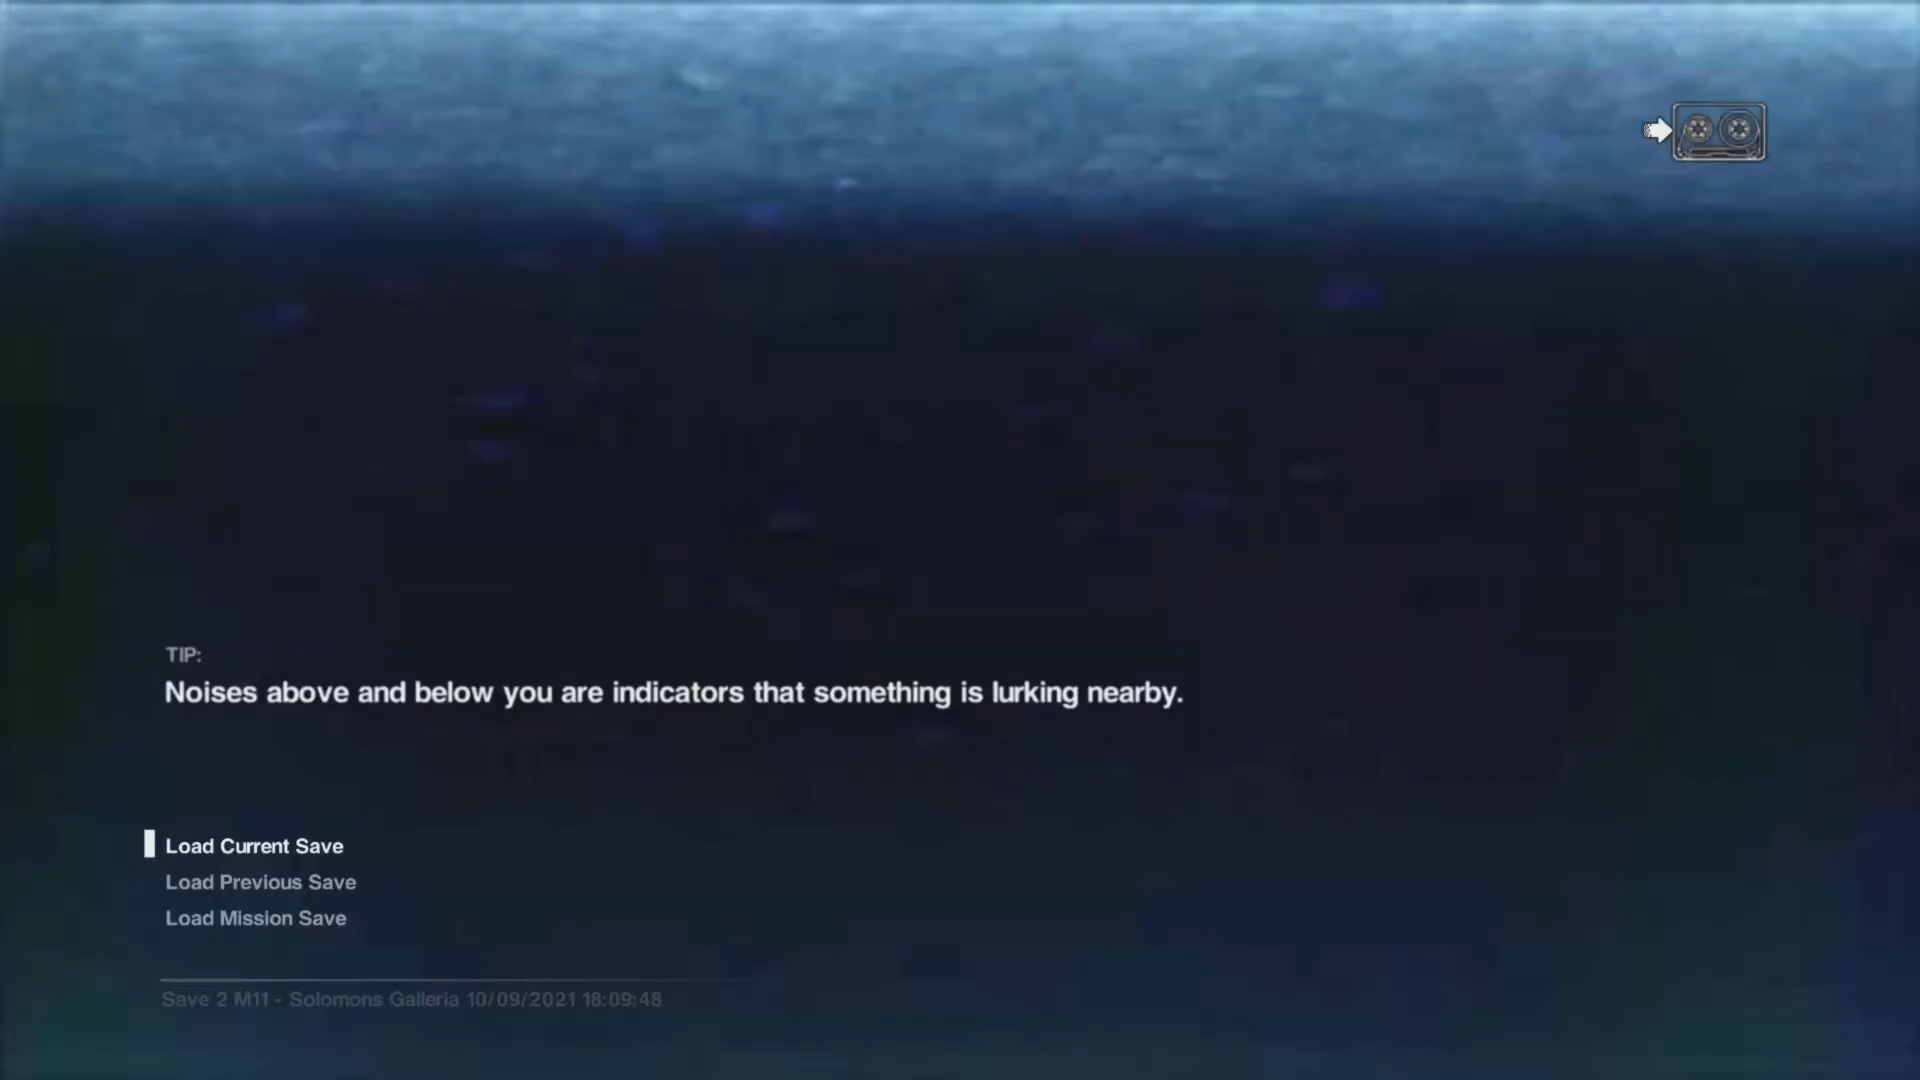 TIP:
Noises above and below you are indicators that something is lurking nearby.
Load Current Save
Load Previous Save
Load Mission Save
Save 2 M11 - Solomons Galleria 10/09/2021 18:09:48